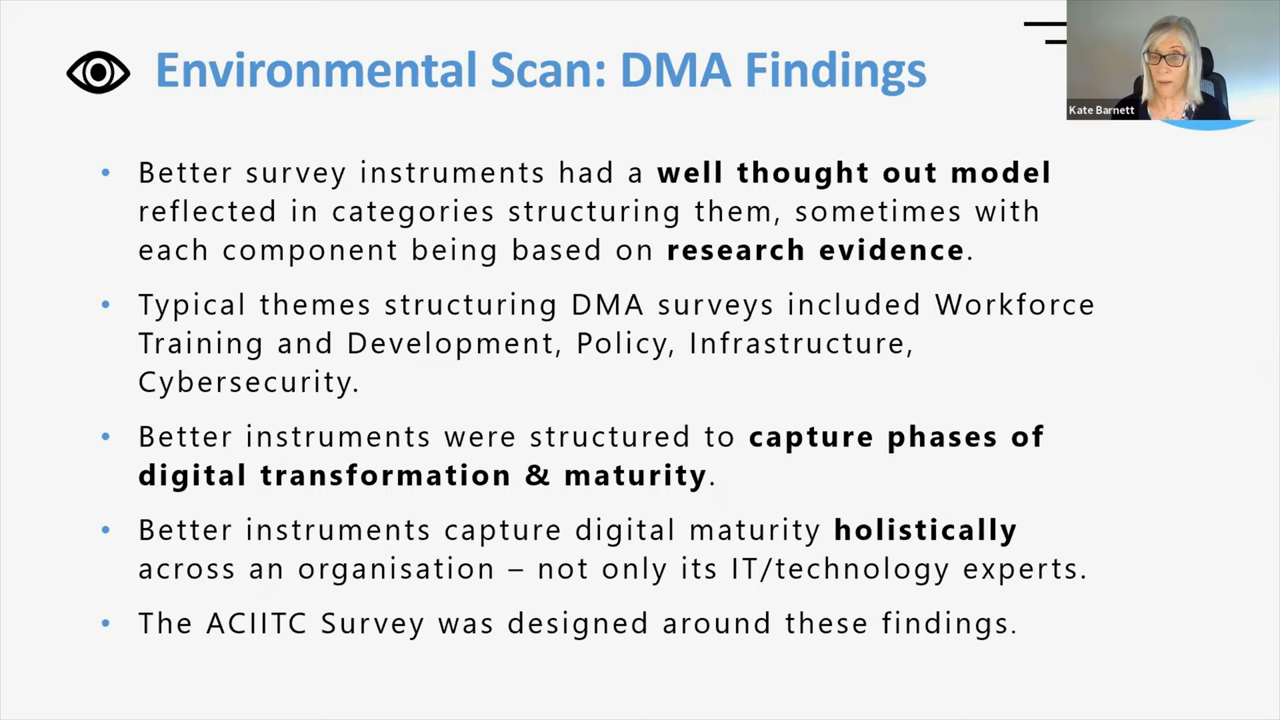 Environmental Scan: DMA Findings
Kate Barnett
• Better survey instruments had a well thought out model
reflected in categories structuring them, sometimes with
each component being based on research evidence.
• Typical themes structuring DMA surveys included Workforce
Training and Development, Policy, Infrastructure,
Cybersecurity.
• Better instruments were structured to capture phases of
digital transformation & maturity.
• Better instruments capture digital maturity holistically
across an organisation – not only its IT/technology experts.
• The ACIITC Survey was designed around these findings.